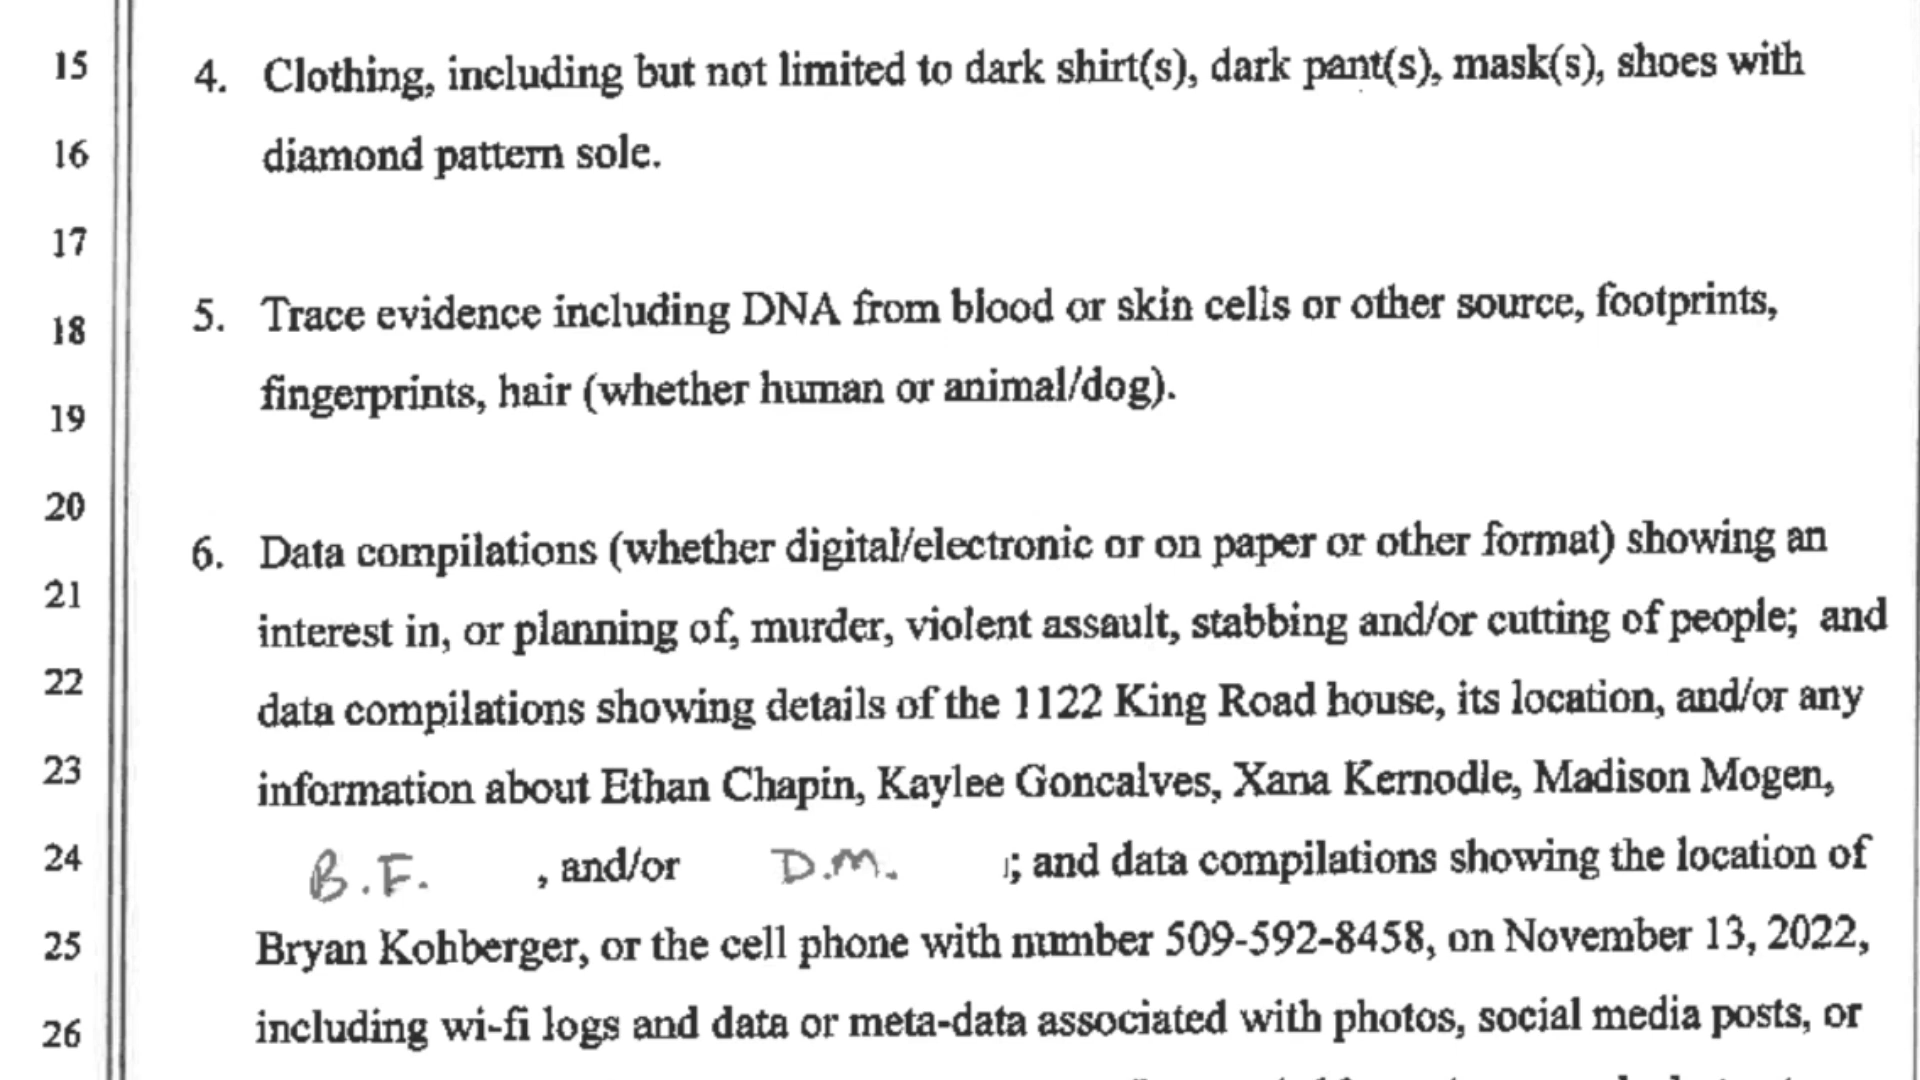 15
4. Clothing, including but not limited to dark shirt(s), dark pant(s), mask(s), shoes with
16
diamond pattern sole.
17
18
5. Trace evidence including DNA from blood or skin cells or other source, footprints,
19
fingerprints, hair (whether human or animal/dog).
20
6. Data compilations (whether digital/electronic or on paper or other format) showing an
21
interest in, or planning of, murder, violent assault, stabbing and/or cutting of people; and
22
data compilations showing details of the 1122 King Road house, its location, and/or any
23
information about Ethan Chapin, Kaylee Goncalves, Xana Kernodle, Madison Mogen,
24
B.F. , and/or D.M. ; and data compilations showing the location of
25
Bryan Kohberger, or the cell phone with number 509-592-8458, on November 13, 2022,
26
including wi-fi logs and data or meta-data associated with photos, social media posts, or